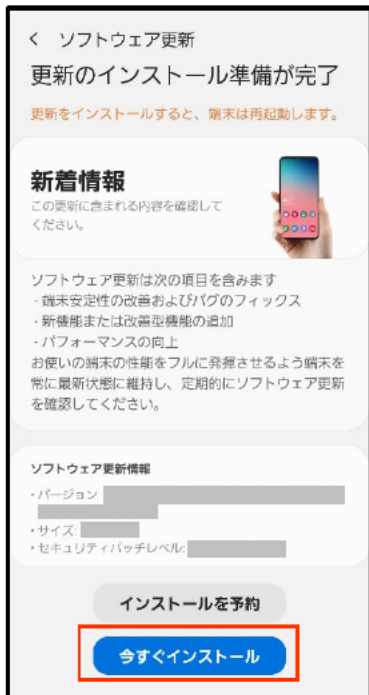 < ソフトウェア更新
更新のインストール準備が完了
更新をインストールすると、端末は再起動します。
新着情報
この更新に含まれる内容を確認して
ください。
ソフトウェア更新は次の項目を含みます
- 端末安定性の改善およびバグのフィックス
- 新機能または改善型機能の追加
- パフォーマンスの向上
お使いの端末の性能をフルに発揮させるよう端末を
常に最新状態に維持し、定期的にソフトウェア更新
を確認してください。
ソフトウェア更新情報
・バージョン
・サイズ:
・セキュリティパッチレベル:
インストールを予約
今すぐインストール